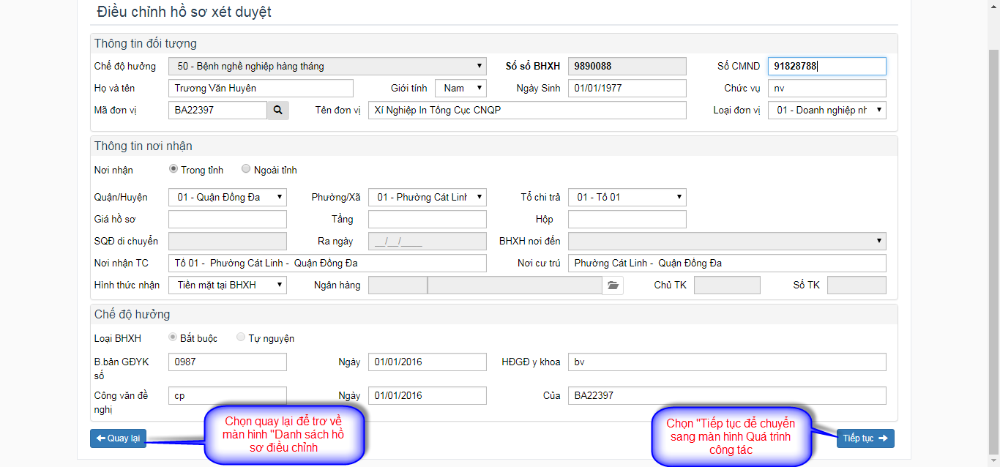 Điều chỉnh hồ sơ xét duyệt
Thông tin đối tượng
Chế độ hưởng 50 - Bệnh nghề nghiệp hàng tháng Số sổ BHXH 9890088 Số CMND 91828788
Họ và tên Trương Văn Huyên Giới tính Nam Ngày Sinh 01/01/1977 Chức vụ nv
Mã đơn vị BA22397 Tên đơn vị Xí Nghiệp In Tổng Cục CNQP Loại đơn vị 01 - Doanh nghiệp nh
Thông tin nơi nhận
Nơi nhận Trong tỉnh Ngoài tỉnh
Quận/Huyện 01 - Quận Đống Đa Phường/Xã 01 - Phường Cát Linh Tổ chi trả 01 - Tổ 01
Giá hồ sơ Tầng Hộp
SQĐ di chuyển Ra ngày __/__/____ BHXH nơi đến
Nơi nhận TC Tổ 01 - Phường Cát Linh - Quận Đống Đa Nơi cư trú Phường Cát Linh - Quận Đống Đa
Hình thức nhận Tiền mặt tại BHXH Ngân hàng Chủ TK Số TK
Chế độ hưởng
Loại BHXH Bắt buộc Tự nguyện
B.bản GĐYK 0987 Ngày 01/01/2016 HĐGĐ y khoa bv
số
Công văn đề cp Ngày 01/01/2016 Của BA22397
nghị
Chọn quay lại để trơ về
màn hình "Danh sách hồ
sơ điều chỉnh
Quay lại
Chọn "Tiếp tục để chuyển
sang màn hình Quá trình
công tác
Tiếp tục